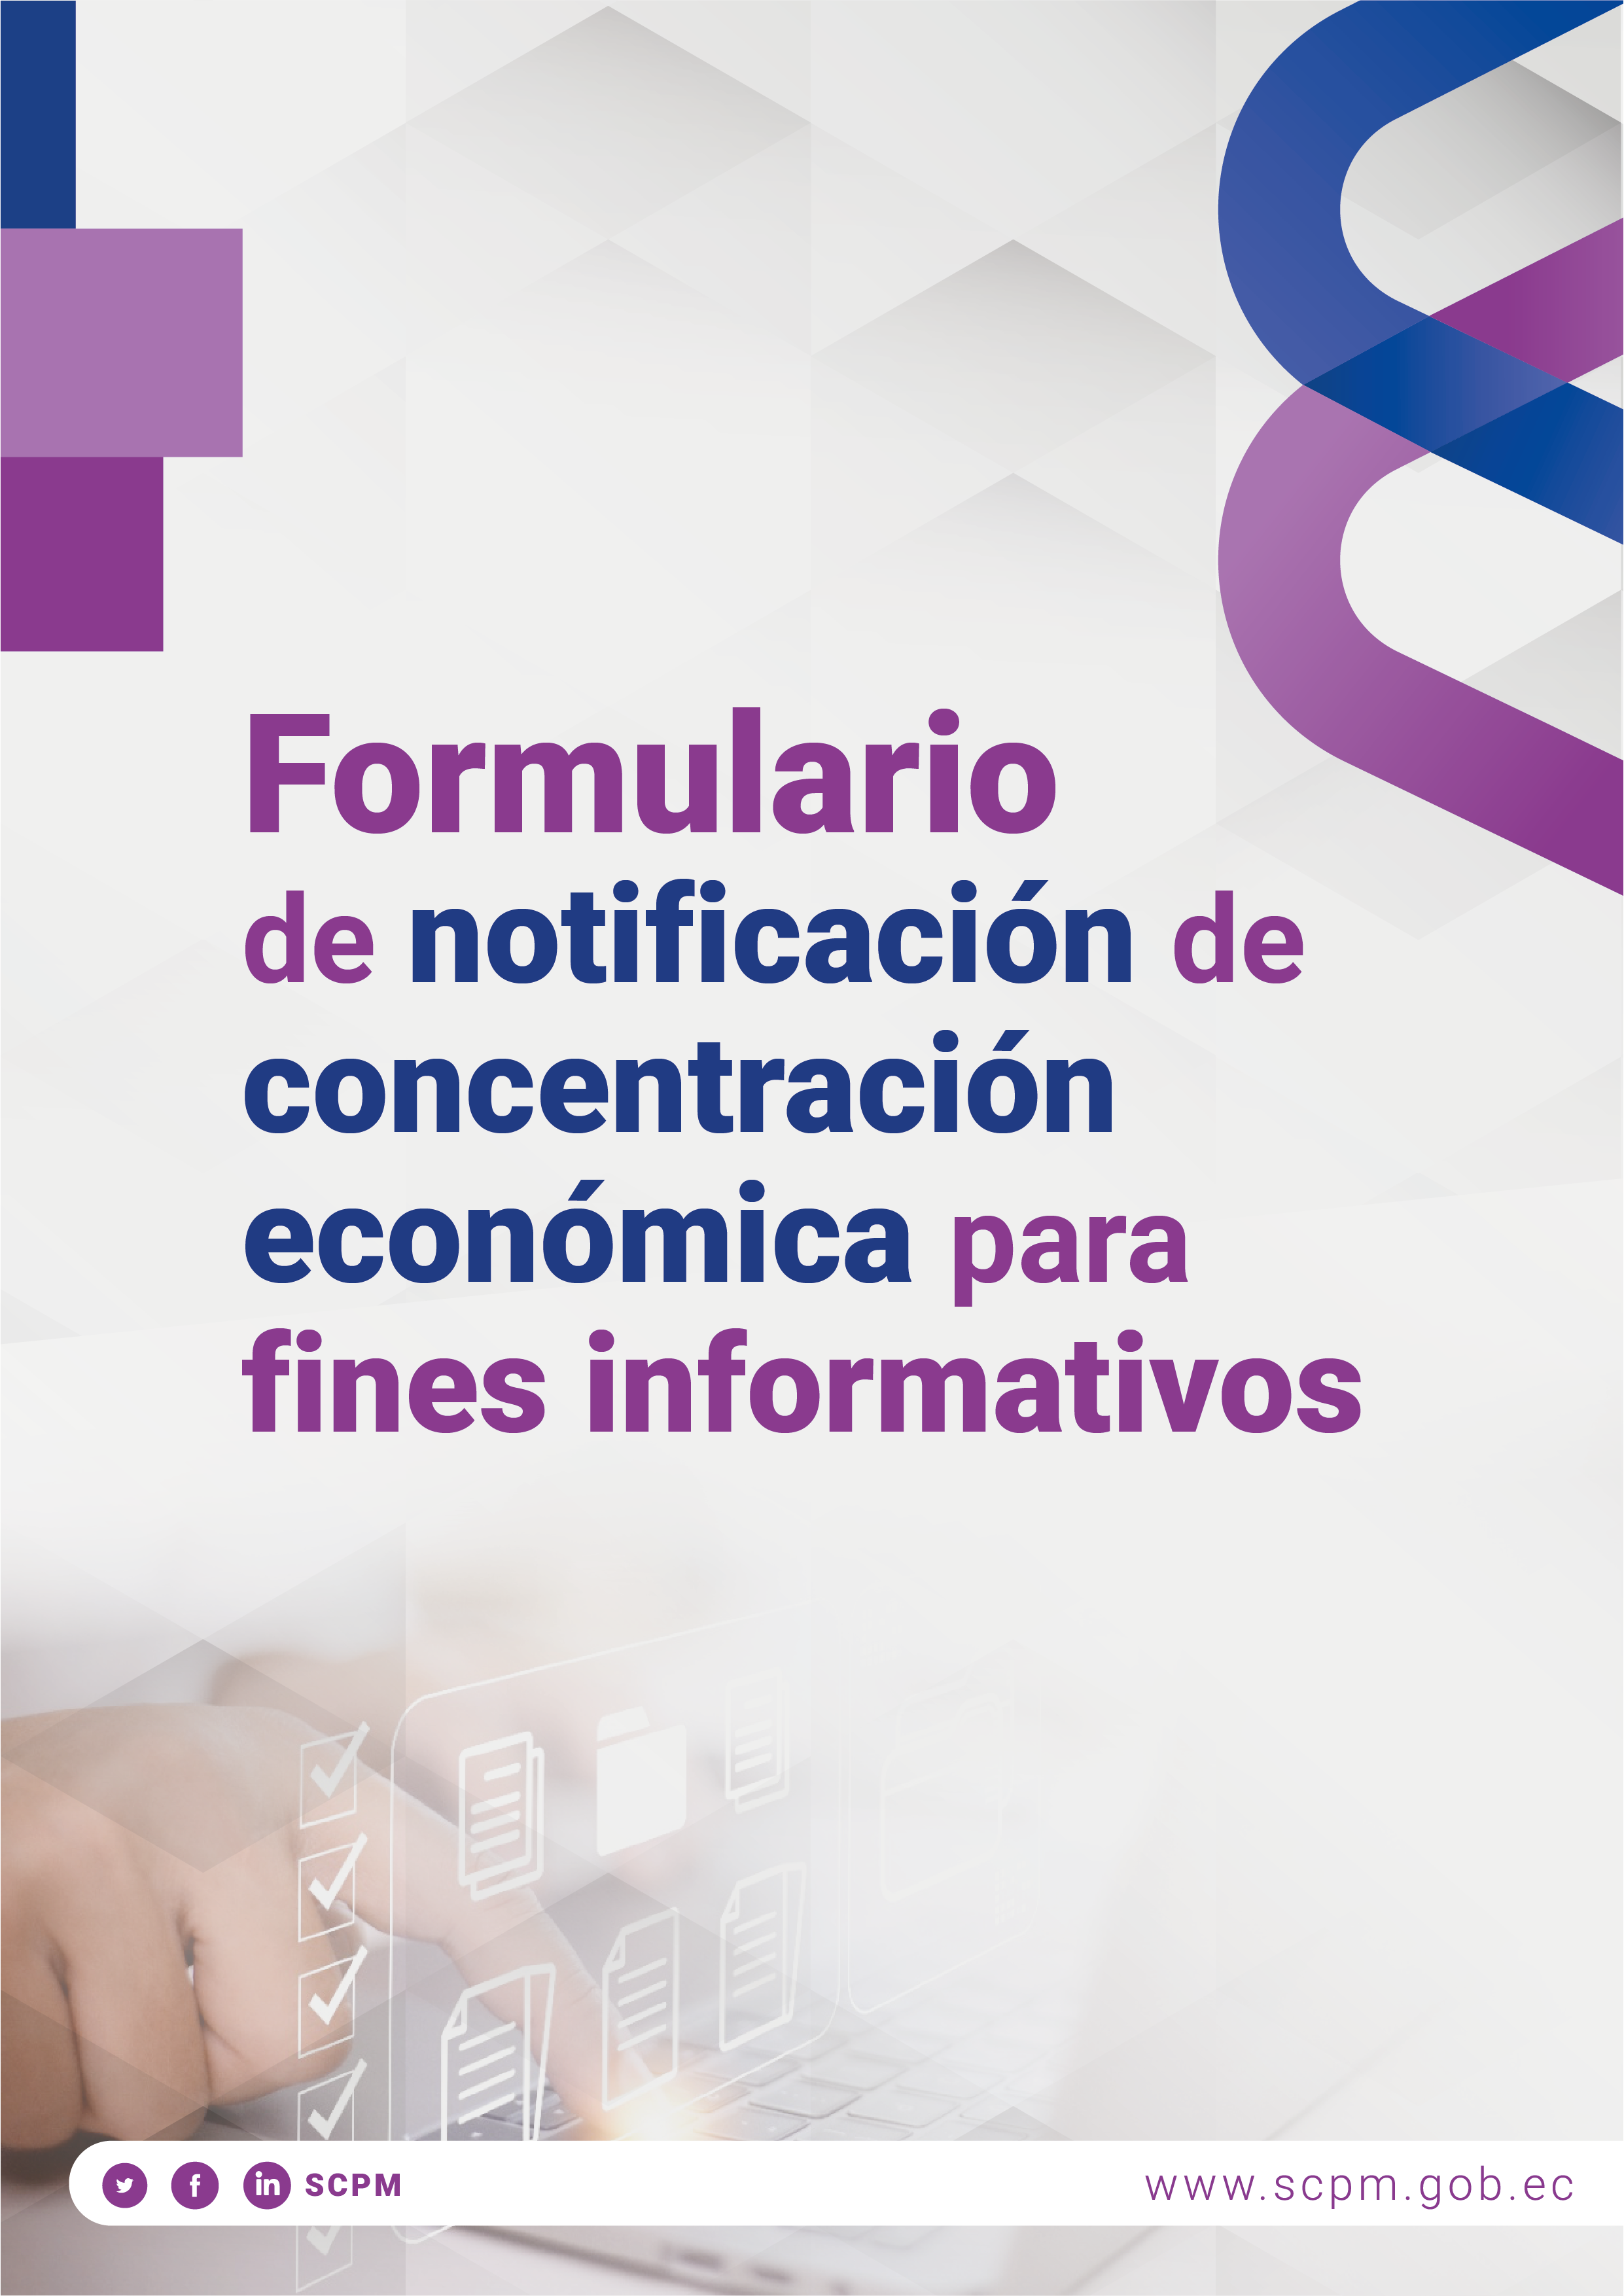 Formulario
de notificación de
concentración
económica para
fines informativos
SCPM
www.scpm.gob.ec